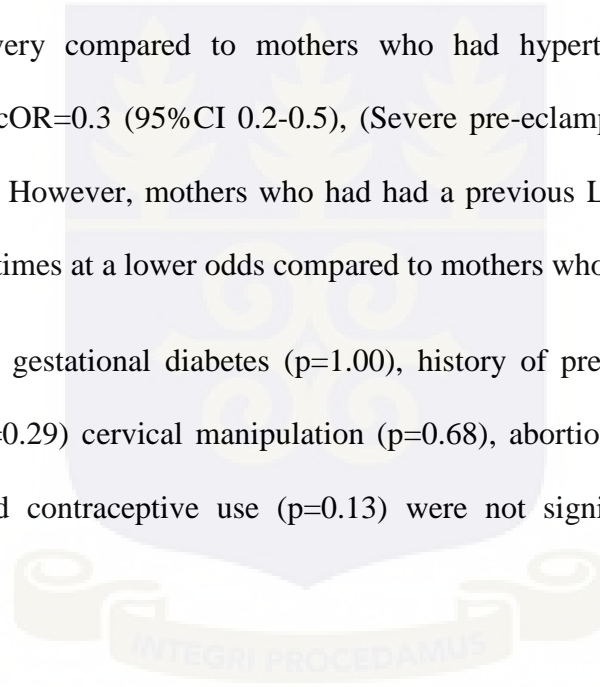 very compared to mothers who had hypert
cOR=0.3 (95%CI 0.2-0.5), (Severe pre-eclamp
However, mothers who had had a previous L
times at a lower odds compared to mothers who
gestational diabetes (p=1.00), history of pre
=0.29) cervical manipulation (p=0.68), abortio
d contraceptive use (p=0.13) were not signi
INTEGRI PROCEDAMUS